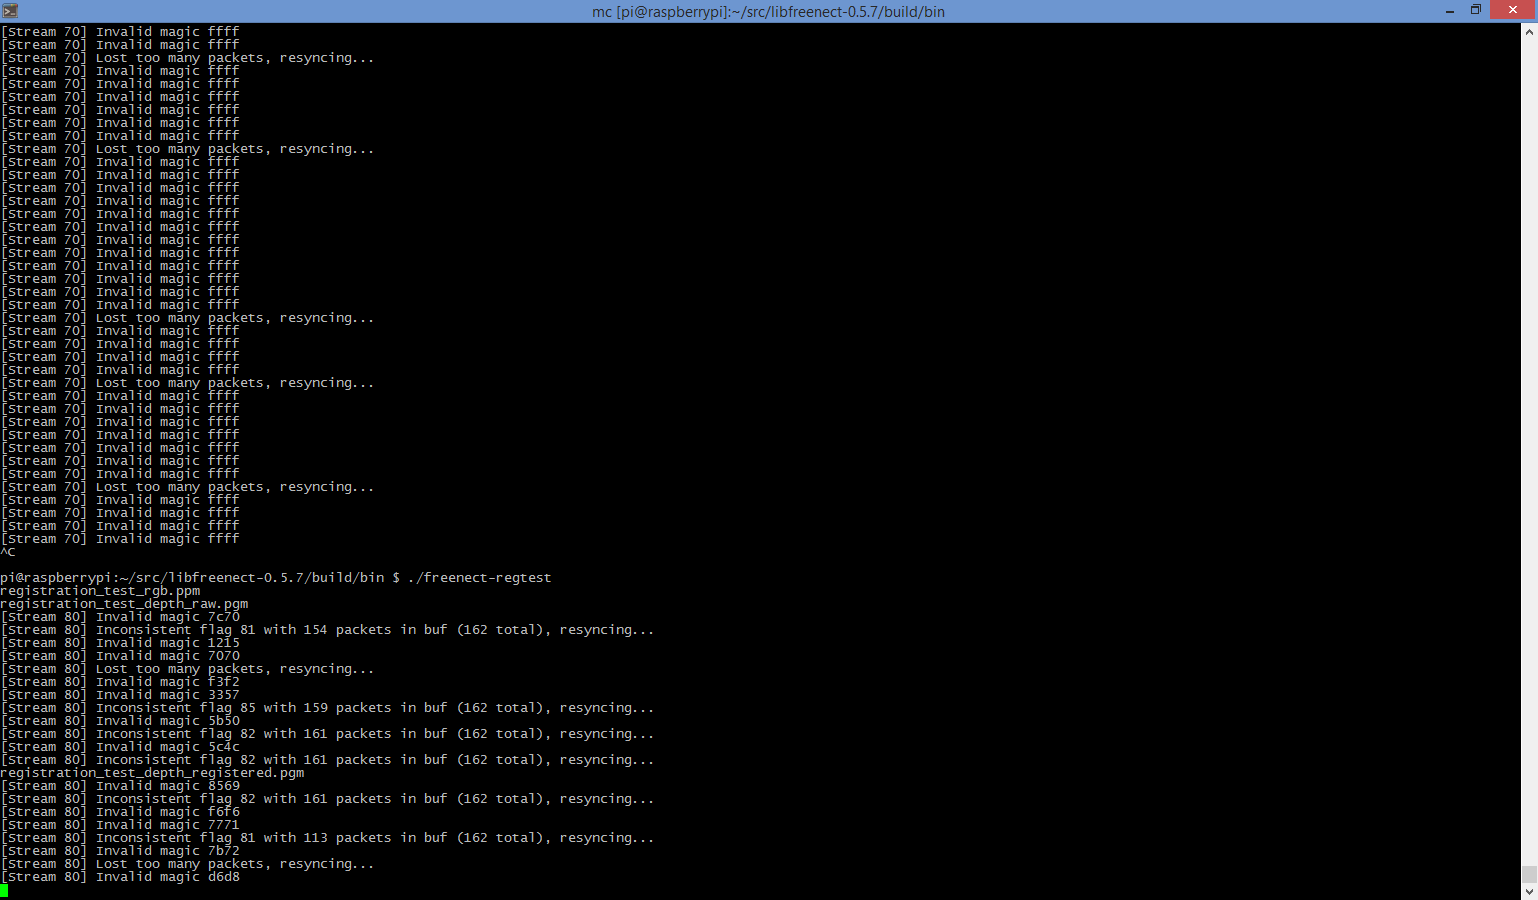 mc [pi@raspberrypi]:~/src/libfreenect-0.5.7/build/bin
[Stream 70] Invalid magic ffff
[Stream 70] Invalid magic ffff
[Stream 70] Lost too many packets, resyncing...
[Stream 70] Invalid magic ffff
[Stream 70] Invalid magic ffff
[Stream 70] Invalid magic ffff
[Stream 70] Invalid magic ffff
[Stream 70] Invalid magic ffff
[Stream 70] Invalid magic ffff
[Stream 70] Lost too many packets, resyncing...
[Stream 70] Invalid magic ffff
[Stream 70] Invalid magic ffff
[Stream 70] Invalid magic ffff
[Stream 70] Invalid magic ffff
[Stream 70] Invalid magic ffff
[Stream 70] Invalid magic ffff
[Stream 70] Invalid magic ffff
[Stream 70] Invalid magic ffff
[Stream 70] Invalid magic ffff
[Stream 70] Invalid magic ffff
[Stream 70] Invalid magic ffff
[Stream 70] Invalid magic ffff
[Stream 70] Lost too many packets, resyncing...
[Stream 70] Invalid magic ffff
[Stream 70] Invalid magic ffff
[Stream 70] Invalid magic ffff
[Stream 70] Invalid magic ffff
[Stream 70] Lost too many packets, resyncing...
[Stream 70] Invalid magic ffff
[Stream 70] Invalid magic ffff
[Stream 70] Invalid magic ffff
[Stream 70] Invalid magic ffff
[Stream 70] Invalid magic ffff
[Stream 70] Invalid magic ffff
[Stream 70] Invalid magic ffff
[Stream 70] Lost too many packets, resyncing...
[Stream 70] Invalid magic ffff
[Stream 70] Invalid magic ffff
[Stream 70] Invalid magic ffff
[Stream 70] Invalid magic ffff
^C
pi@raspberrypi:~/src/libfreenect-0.5.7/build/bin $ ./freenect-regtest
registration_test_rgb.ppm
registration_test_depth_raw.pgm
[Stream 80] Invalid magic 7c70
[Stream 80] Inconsistent flag 81 with 154 packets in buf (162 total), resyncing...
[Stream 80] Invalid magic 1215
[Stream 80] Invalid magic 7070
[Stream 80] Lost too many packets, resyncing...
[Stream 80] Invalid magic f3f2
[Stream 80] Invalid magic 3357
[Stream 80] Inconsistent flag 85 with 159 packets in buf (162 total), resyncing...
[Stream 80] Invalid magic 5b50
[Stream 80] Inconsistent flag 82 with 161 packets in buf (162 total), resyncing...
[Stream 80] Invalid magic 5c4c
[Stream 80] Inconsistent flag 82 with 161 packets in buf (162 total), resyncing...
registration_test_depth_registered.pgm
[Stream 80] Invalid magic 8569
[Stream 80] Inconsistent flag 82 with 161 packets in buf (162 total), resyncing...
[Stream 80] Invalid magic f6f6
[Stream 80] Invalid magic 7771
[Stream 80] Inconsistent flag 81 with 113 packets in buf (162 total), resyncing...
[Stream 80] Invalid magic 7b72
[Stream 80] Lost too many packets, resyncing...
[Stream 80] Invalid magic d6d8